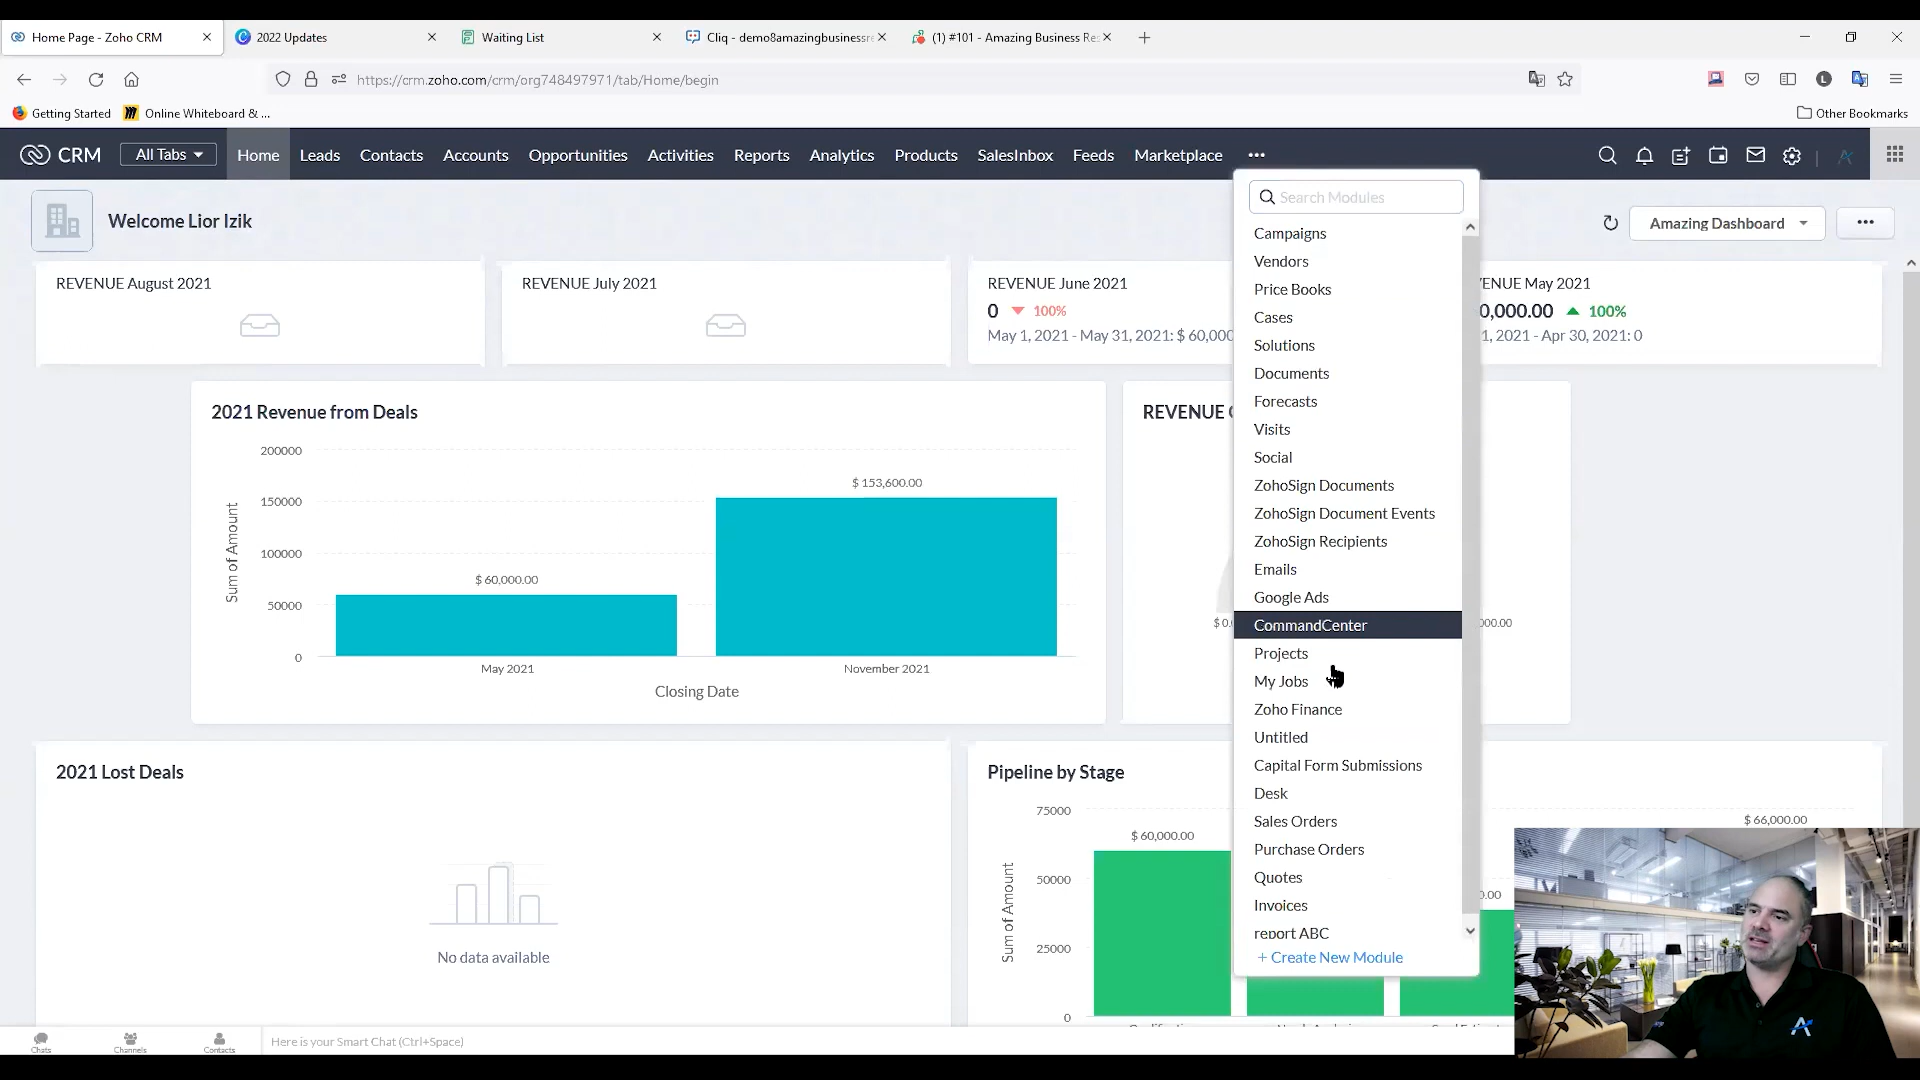 Home Page - Zoho CRM
2022 Updates
Waiting List
Cliq - demo8amazingbusinessre
(1) #101 - Amazing Business Re
https://crm.zoho.com/crm/org748497971/tab/Home/begin
Getting Started
Online Whiteboard & ...
Other Bookmarks
CRM
All Tabs
Home
Leads
Contacts
Accounts
Opportunities
Activities
Reports
Analytics
Products
SalesInbox
Feeds
Marketplace
Welcome Lior Izik
Amazing Dashboard
REVENUE August 2021
REVENUE July 2021
REVENUE June 2021
0 100%
May 1, 2021 - May 31, 2021: $ 60,000
ENUE May 2021
0,000.00 100%
1, 2021 - Apr 30, 2021: 0
Search Modules
Campaigns
Vendors
Price Books
Cases
Solutions
Documents
Forecasts
Visits
Social
ZohoSign Documents
ZohoSign Document Events
ZohoSign Recipients
Emails
Google Ads
CommandCenter
Projects
My Jobs
Zoho Finance
Untitled
Capital Form Submissions
Desk
Sales Orders
Purchase Orders
Quotes
Invoices
report ABC
+ Create New Module
2021 Revenue from Deals
200000
150000
100000
50000
0
Sum of Amount
$ 60,000.00
$ 153,600.00
May 2021
November 2021
Closing Date
REVENUE
$ 0.
000.00
2021 Lost Deals
No data available
Pipeline by Stage
75000
50000
25000
0
Sum of Amount
$ 60,000.00
$ 66,000.00
0.00
Chats
Channels
Contacts
Here is your Smart Chat (Ctrl+Space)